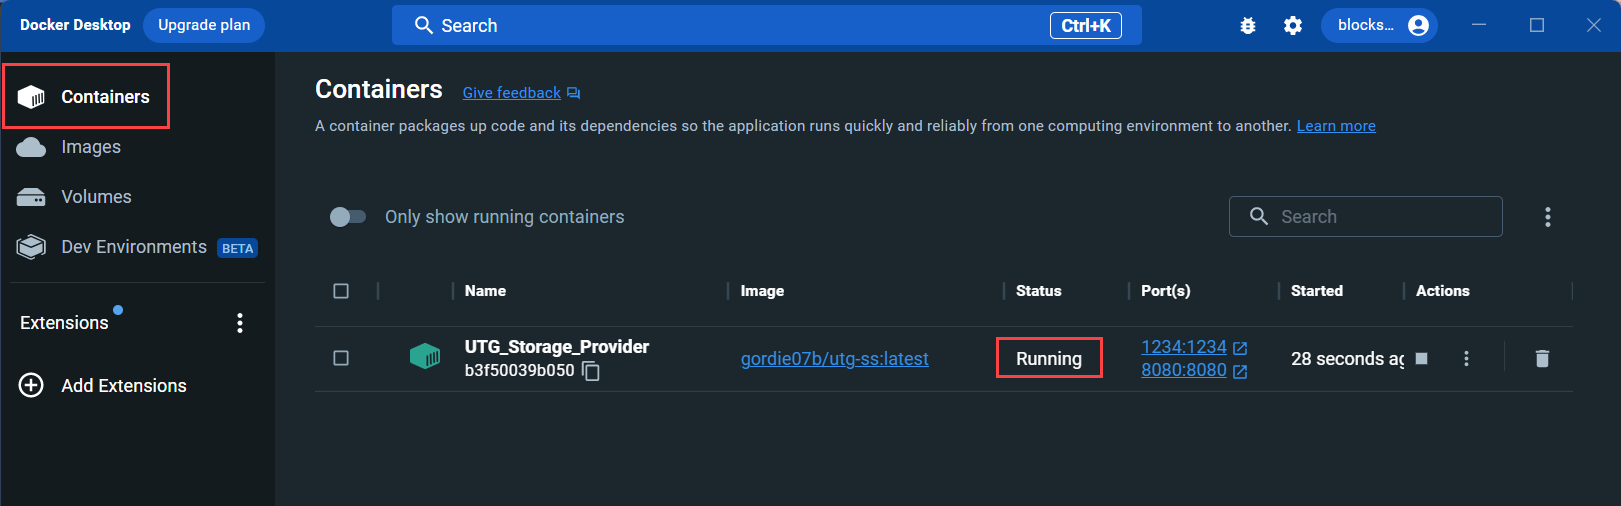 Docker Desktop Upgrade plan Search Ctrl+K blocks...
Containers
Images
Volumes
Dev Environments BETA
Extensions
Add Extensions
Containers Give feedback
A container packages up code and its dependencies so the application runs quickly and reliably from one computing environment to another. Learn more
Only show running containers Search
Name Image Status Port(s) Started Actions
UTG_Storage_Provider gordie07b/utg-ss:latest Running 1234:1234 28 seconds ag
b3f50039b050 8080:8080